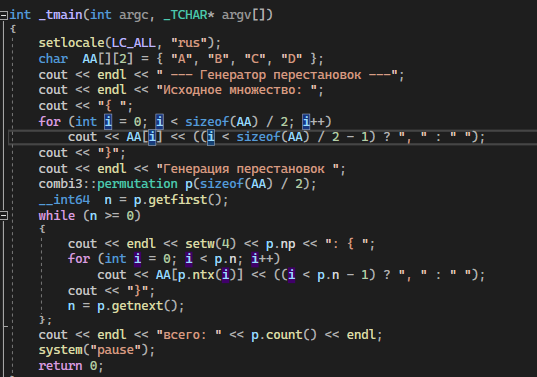 int _tmain(int argc, _TCHAR* argv[])
{
setlocale(LC_ALL, "rus");
char  AA[][2] = { "A", "B", "C", "D" };
cout << endl << " --- Генератор перестановок ---";
cout << endl << "Исходное множество: ";
cout << "{ ";
for (int i = 0; i < sizeof(AA) / 2; i++)
cout << AA[i] << ((i < sizeof(AA) / 2 - 1) ? ", " : " ");
cout << "}";
cout << endl << "Генерация перестановок ";
combi3::permutation p(sizeof(AA) / 2);
__int64  n = p.getfirst();
while (n >= 0)
{
cout << endl << setw(4) << p.np << ": { ";
for (int i = 0; i < p.n; i++)
cout << AA[p.ntx(i)] << ((i < p.n - 1) ? ", " : " ");
cout << "}";
n = p.getnext();
};
cout << endl << "всего: " << p.count() << endl;
system("pause");
return 0;